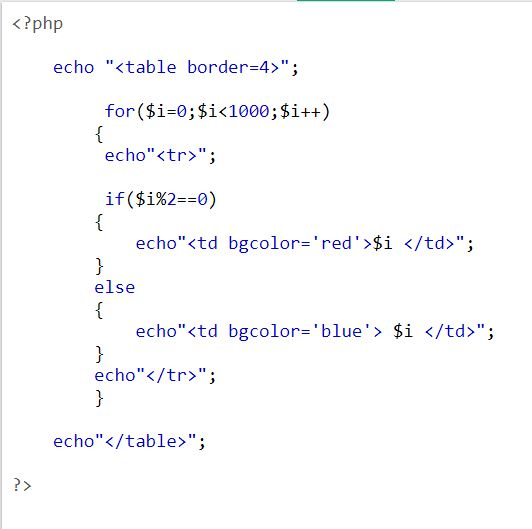 <?php
echo "<table border=4>";
for($i=0;$i<1000;$i++)
{
echo"<tr>";
if($i%2==0)
{
echo"<td bgcolor='red'>$i </td>";
}
else
{
echo"<td bgcolor='blue'> $i </td>";
}
echo"</tr>";
}
echo"</table>";
?>